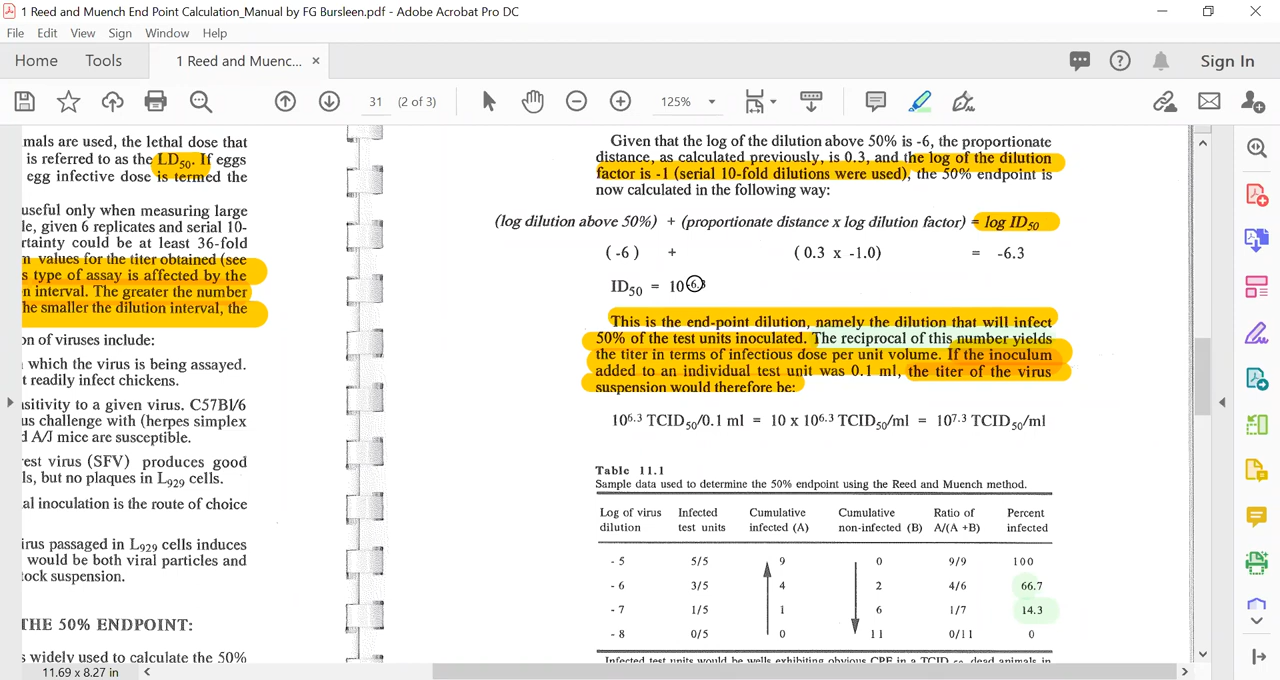 1 Reed and Muench End Point Calculation_Manual by FG Bursleen.pdf - Adobe Acrobat Pro DC
File Edit View Sign Window Help
Home Tools 1 Reed and Muenc... × Sign In
31 (2 of 3) 125%
mals are used, the lethal dose that
is referred to as the LD50. If eggs
egg infective dose is termed the
useful only when measuring large
le, given 6 replicates and serial 10-
rtainty could be at least 36-fold
n values for the titer obtained (see
s type of assay is affected by the
n interval. The greater the number
he smaller the dilution interval, the
on of viruses include:
which the virus is being assayed.
t readily infect chickens.
sitivity to a given virus. C57Bl/6
us challenge with (herpes simplex
d A/J mice are susceptible.
rest virus (SFV) produces good
ls, but no plaques in L929 cells.
al inoculation is the route of choice
irus passaged in L929 cells induces
would be both viral particles and
tock suspension.
THE 50% ENDPOINT:
s widely used to calculate the 50%
Given that the log of the dilution above 50% is -6, the proportionate
distance, as calculated previously, is 0.3, and the log of the dilution
factor is -1 (serial 10-fold dilutions were used), the 50% endpoint is
now calculated in the following way:
(log dilution above 50%) + (proportionate distance x log dilution factor) = log ID50
(-6) + (0.3 x -1.0) = -6.3
ID50 = 10-6.3
This is the end-point dilution, namely the dilution that will infect
50% of the test units inoculated. The reciprocal of this number yields
the titer in terms of infectious dose per unit volume. If the inoculum
added to an individual test unit was 0.1 ml, the titer of the virus
suspension would therefore be:
10^6.3 TCID50/0.1 ml = 10 x 10^6.3 TCID50/ml = 10^7.3 TCID50/ml
Table 11.1
Sample data used to determine the 50% endpoint using the Reed and Muench method.
Log of virus Infected Cumulative Cumulative Ratio of Percent
dilution test units infected (A) non-infected (B) A/(A +B) infected
- 5 5/5 9 0 9/9 100
- 6 3/5 4 2 4/6 66.7
- 7 1/5 1 6 1/7 14.3
- 8 0/5 0 11 0/11 0
Infected test units would be wells exhibiting obvious CPE in a TCID 50, dead animals in
11.69 x 8.27 in